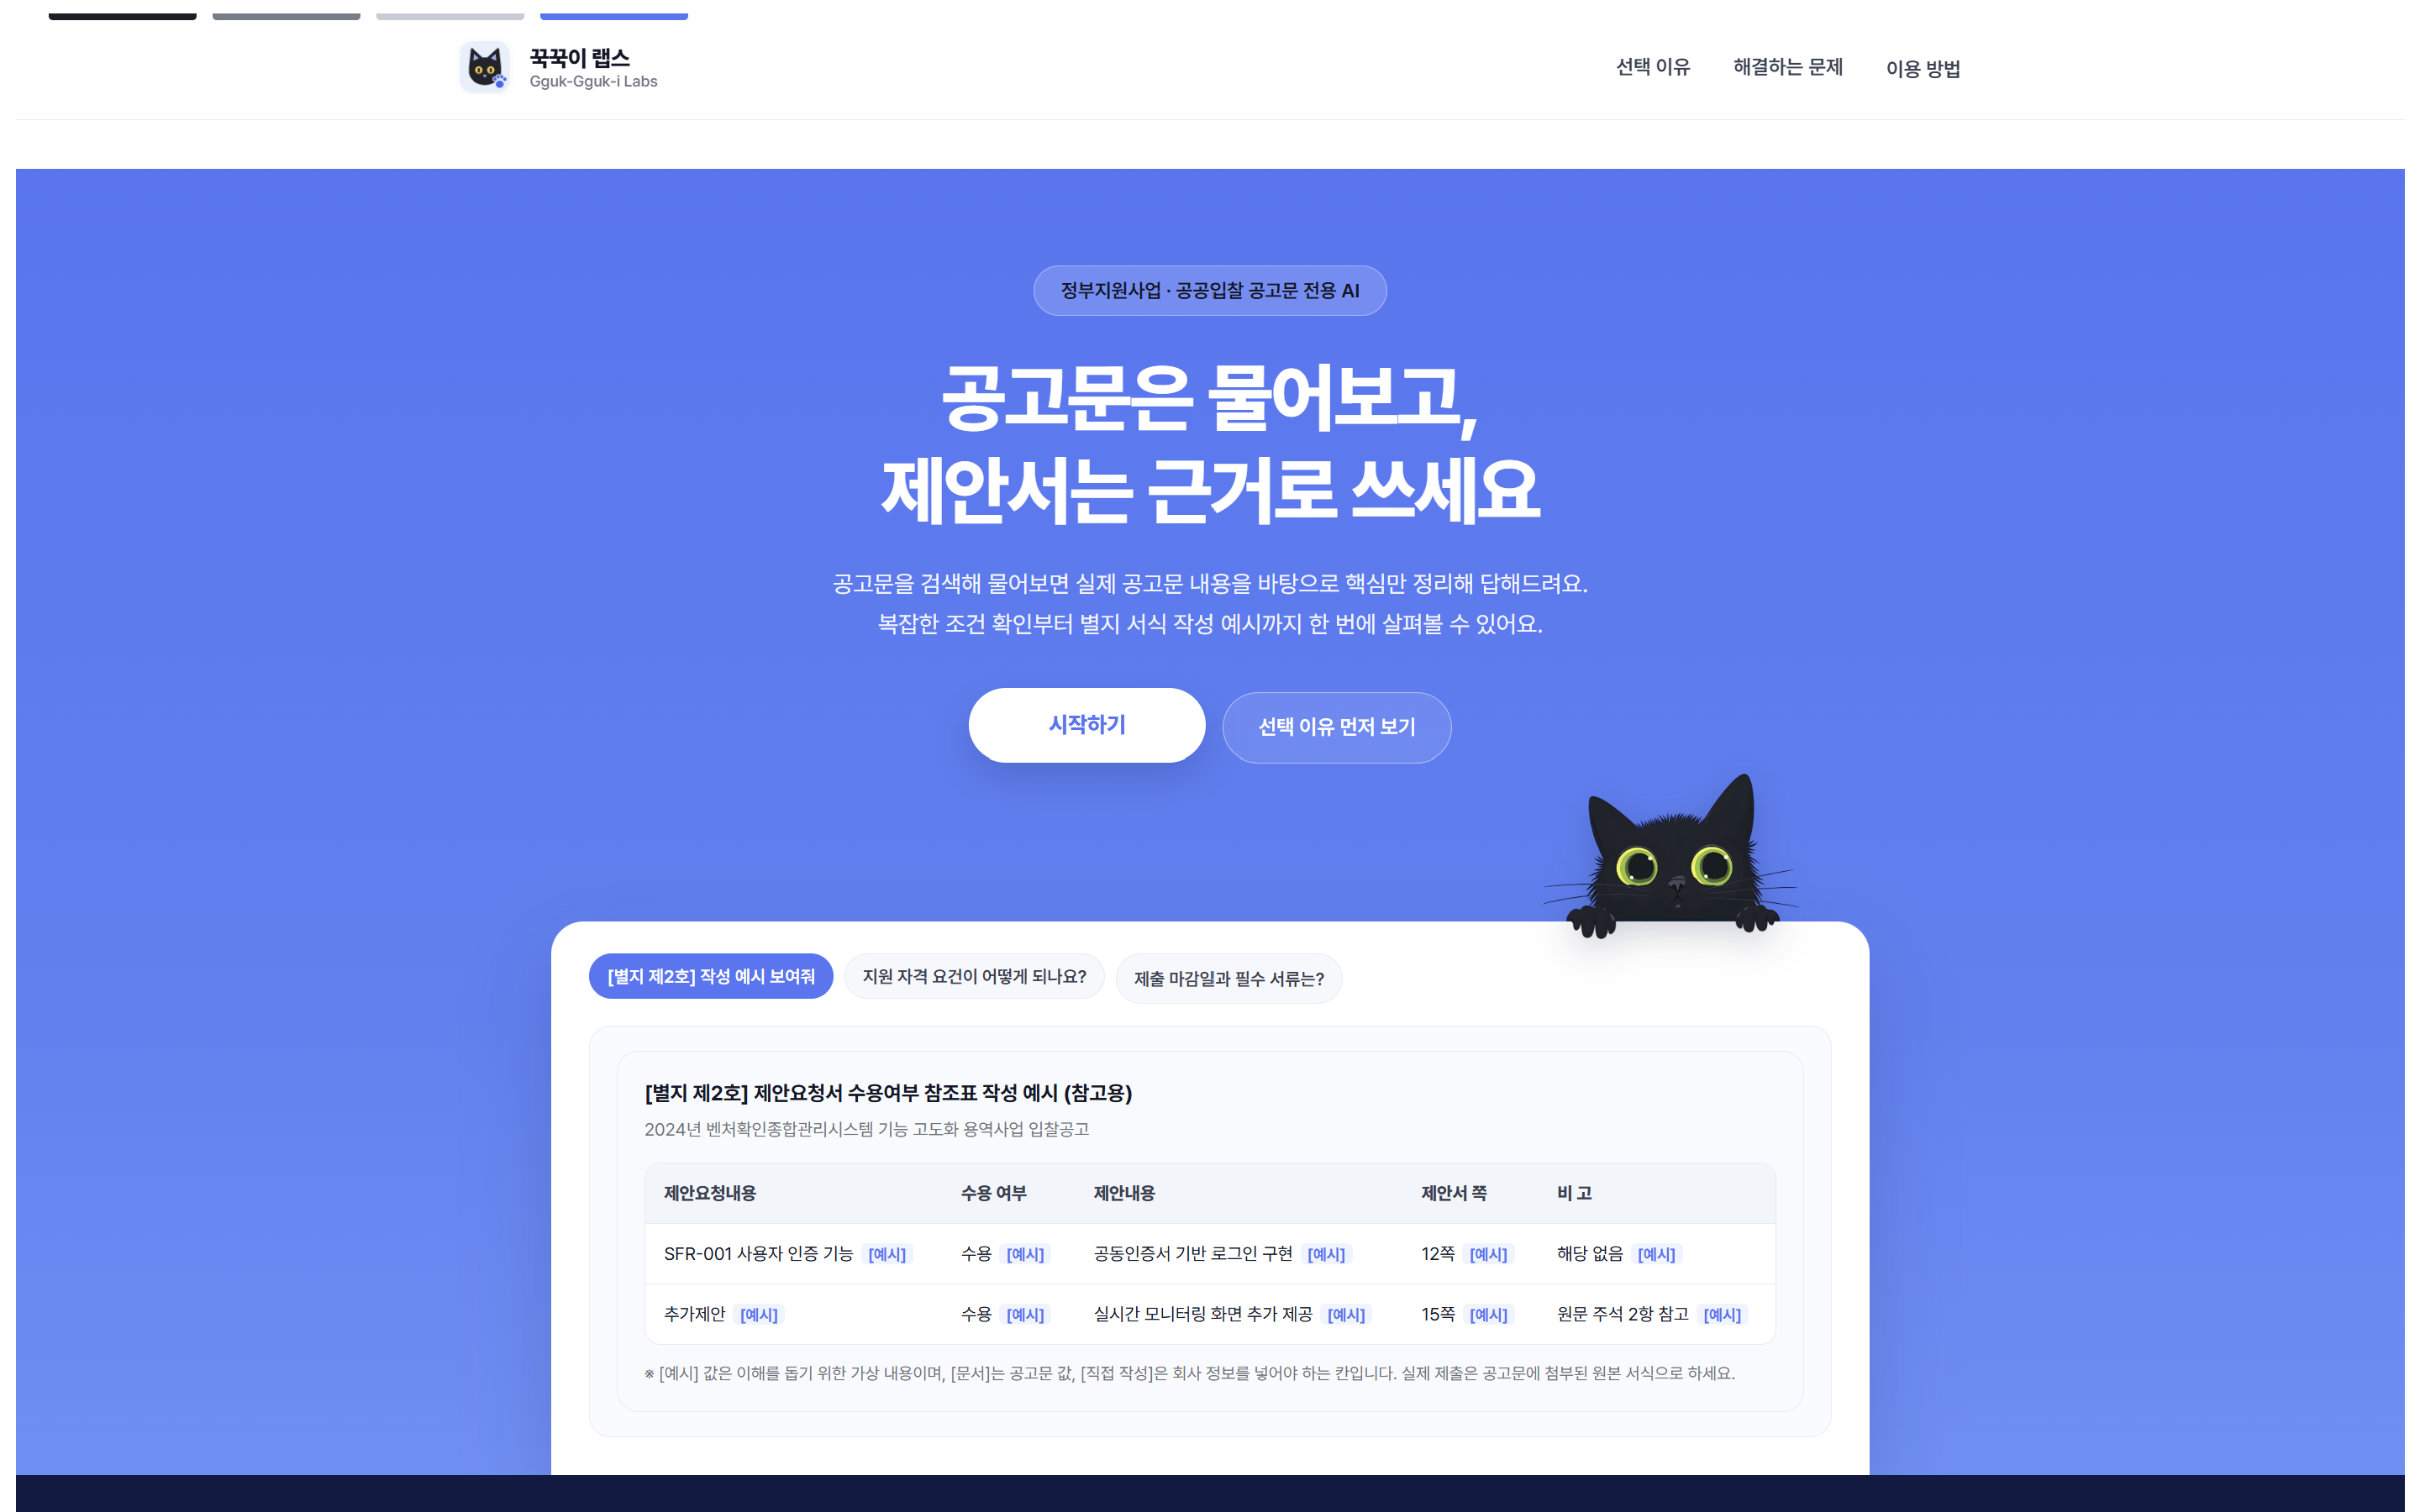 꾹꾹이 랩스
Gguk-Gguk-i Labs
선택 이유
해결하는 문제
이용 방법
정부지원사업 · 공공입찰 공고문 전용 AI
공고문은 물어보고,
제안서는 근거로 쓰세요
공고문을 검색해 물어보면 실제 공고문 내용을 바탕으로 핵심만 정리해 답해드려요.
복잡한 조건 확인부터 별지 서식 작성 예시까지 한 번에 살펴볼 수 있어요.
시작하기
선택 이유 먼저 보기
[별지 제2호] 작성 예시 보여줘
지원 자격 요건이 어떻게 되나요?
제출 마감일과 필수 서류는?
[별지 제2호] 제안요청서 수용여부 참조표 작성 예시 (참고용)
2024년 벤처확인종합관리시스템 기능 고도화 용역사업 입찰공고
제안요청내용 수용 여부 제안내용 제안서 쪽 비 고
SFR-001 사용자 인증 기능 [예시] 수용 [예시] 공동인증서 기반 로그인 구현 [예시] 12쪽 [예시] 해당 없음 [예시]
추가제안 [예시] 수용 [예시] 실시간 모니터링 화면 추가 제공 [예시] 15쪽 [예시] 원문 주석 2항 참고 [예시]
※ [예시] 값은 이해를 돕기 위한 가상 내용이며, [문서]는 공고문 값, [직접 작성]은 회사 정보를 넣어야 하는 칸입니다. 실제 제출은 공고문에 첨부된 원본 서식으로 하세요.